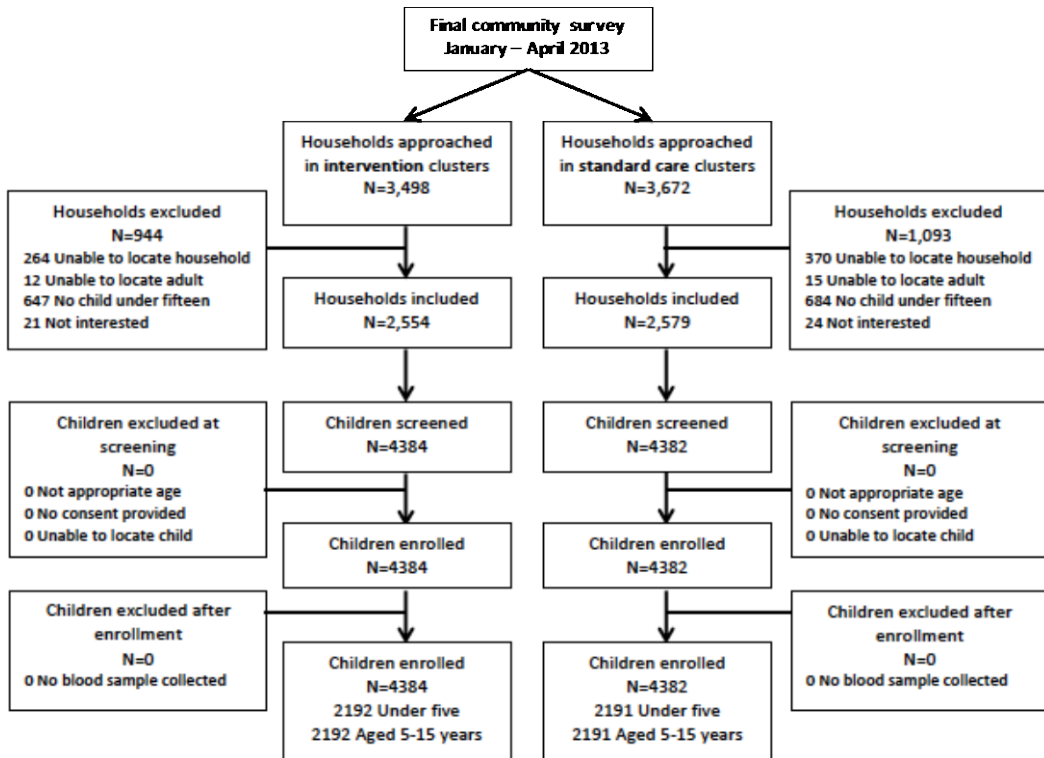 Final community survey
January – April 2013
Households approached
in intervention clusters
N=3,498
Households approached
in standard care clusters
N=3,672
Households excluded
N=944
264 Unable to locate household
12 Unable to locate adult
647 No child under fifteen
21 Not interested
Households excluded
N=1,093
370 Unable to locate household
15 Unable to locate adult
684 No child under fifteen
24 Not interested
Households included
N=2,554
Households included
N=2,579
Children excluded at
screening
N=0
0 Not appropriate age
0 No consent provided
0 Unable to locate child
Children screened
N=4384
Children screened
N=4382
Children excluded at
screening
N=0
0 Not appropriate age
0 No consent provided
0 Unable to locate child
Children enrolled
N=4384
Children enrolled
N=4382
Children excluded after
enrollment
N=0
0 No blood sample collected
Children excluded after
enrollment
N=0
0 No blood sample collected
Children enrolled
N=4384
2192 Under five
2192 Aged 5-15 years
Children enrolled
N=4382
2191 Under five
2191 Aged 5-15 years